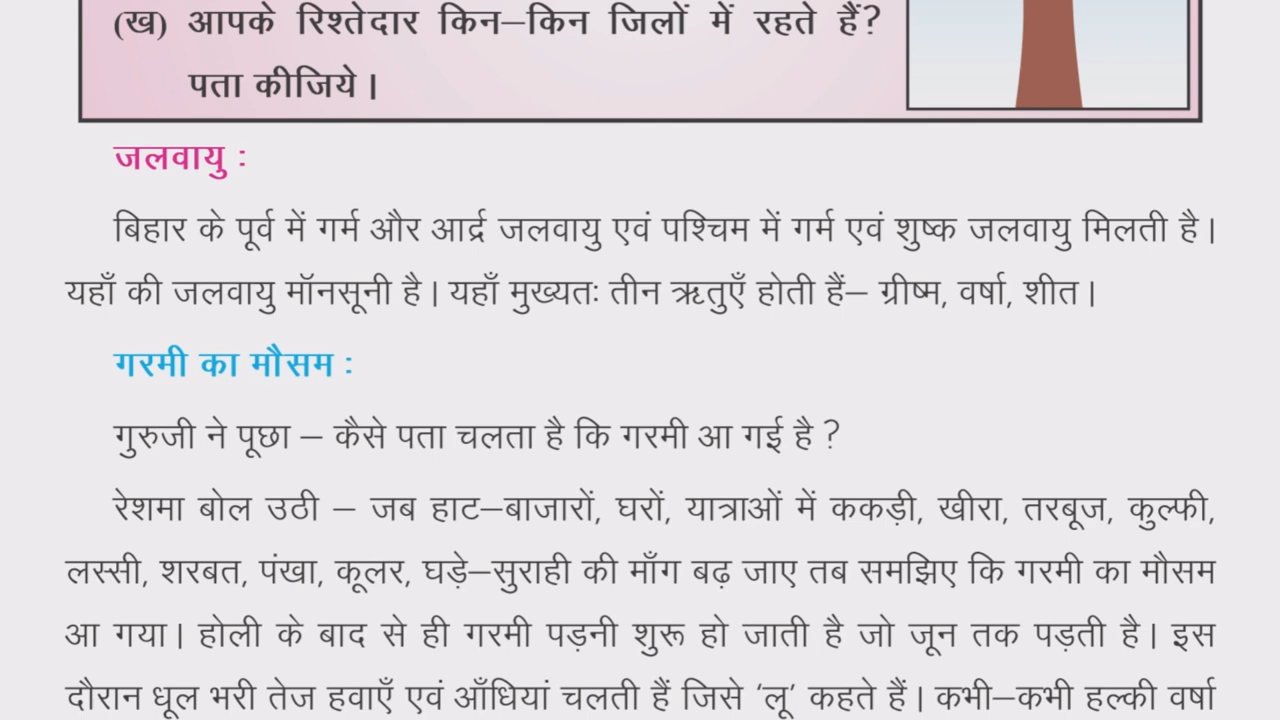 (ख) आपके रिश्तेदार किन–किन जिलों में रहते हैं?
पता कीजिये।
जलवायु :
बिहार के पूर्व में गर्म और आर्द्र जलवायु एवं पश्चिम में गर्म एवं शुष्क जलवायु मिलती है।
यहाँ की जलवायु मॉनसूनी है। यहाँ मुख्यतः तीन ऋतुएँ होती हैं– ग्रीष्म, वर्षा, शीत।
गरमी का मौसम :
गुरुजी ने पूछा – कैसे पता चलता है कि गरमी आ गई है ?
रेशमा बोल उठी – जब हाट–बाजारों, घरों, यात्राओं में ककड़ी, खीरा, तरबूज, कुल्फी,
लस्सी, शरबत, पंखा, कूलर, घड़े–सुराही की माँग बढ़ जाए तब समझिए कि गरमी का मौसम
आ गया। होली के बाद से ही गरमी पड़नी शुरू हो जाती है जो जून तक पड़ती है। इस
दौरान धूल भरी तेज हवाएँ एवं आँधियां चलती हैं जिसे ‘लू’ कहते हैं। कभी–कभी हल्की वर्षा